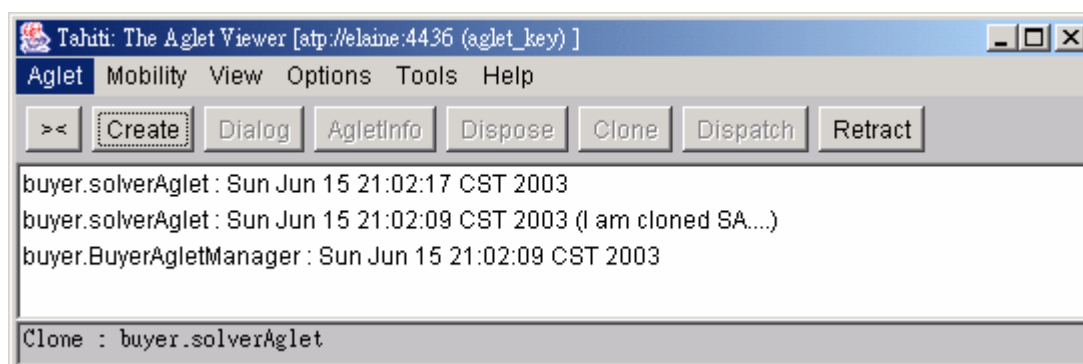 Tahiti: The Aglet Viewer [atp://elaine:4436 (aglet_key) ]
Aglet Mobility View Options Tools Help
>< Create Dialog AgletInfo Dispose Clone Dispatch Retract
buyer.solverAglet : Sun Jun 15 21:02:17 CST 2003
buyer.solverAglet : Sun Jun 15 21:02:09 CST 2003 (I am cloned SA....)
buyer.BuyerAgletManager : Sun Jun 15 21:02:09 CST 2003
Clone : buyer.solverAglet